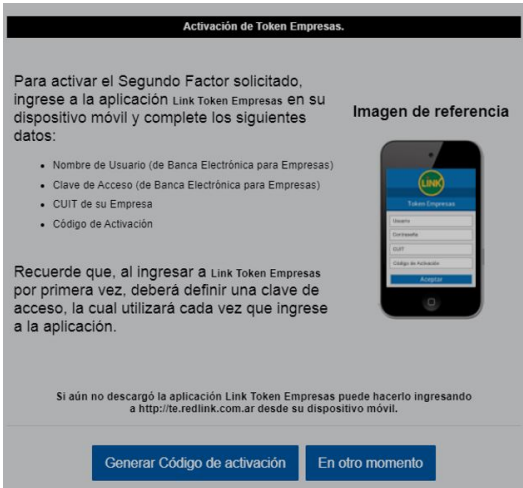 Activación de Token Empresas.
Para activar el Segundo Factor solicitado,
ingrese a la aplicación Link Token Empresas en su
dispositivo móvil y complete los siguientes
datos:
• Nombre de Usuario (de Banca Electrónica para Empresas)
• Clave de Acceso (de Banca Electrónica para Empresas)
• CUIT de su Empresa
• Código de Activación
Recuerde que, al ingresar a Link Token Empresas
por primera vez, deberá definir una clave de
acceso, la cual utilizará cada vez que ingrese
a la aplicación.
Imagen de referencia
LINK
Token Empresas
Usuario
Contraseña
CUIT
Código de Activación
Aceptar
Si aún no descargó la aplicación Link Token Empresas puede hacerlo ingresando
a http://te.redlink.com.ar desde su dispositivo móvil.
Generar Código de activación
En otro momento